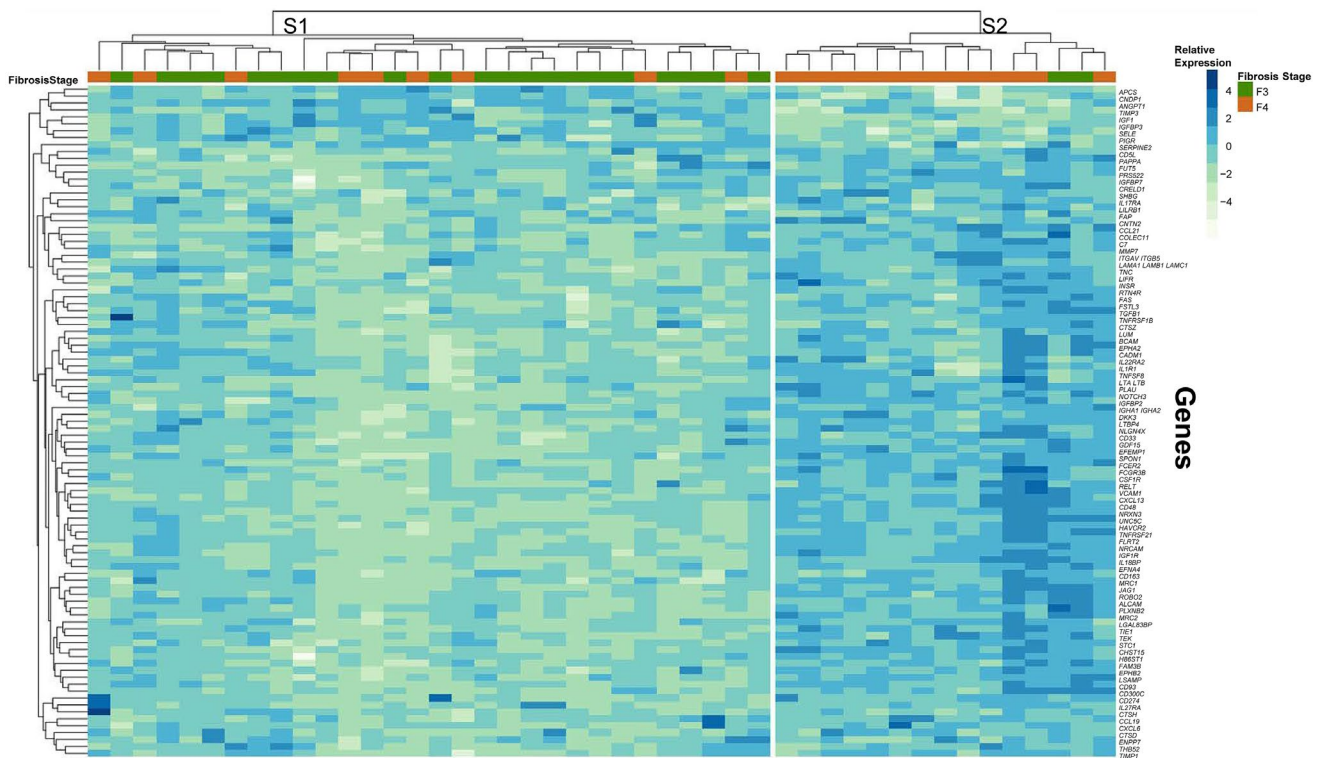 S1
S2
FibrosisStage
Relative
Expression
4
2
0
−2
−4
Fibrosis Stage
F3
F4
APCS
CNDP1
ANGPT1
TIMP3
IGF1
IGFBP3
SELE
PIGR
SERPINE2
CD5L
PAPPA
FUT5
PRSS22
IGFBP7
CRELD1
SHBG
IL17RA
LILRB1
FAP
CNTN2
CCL21
COLEC11
C7
MMP7
ITGAV ITGB5
LAMA1 LAMB1 LAMC1
TNC
LIFR
INSR
RTN4R
FAS
FSTL3
TGFB1
TNFRSF1B
CTSZ
LUM
BCAM
EPHA2
CADM1
IL22RA2
IL1R1
TNFSF8
LTA LTB
PLAU
NOTCH3
IGFBP2
IGHA1 IGHA2
DKK3
LTBP4
NLGN4X
CD33
GDF15
EFEMP1
SPON1
FCER2
FCGR3B
CSF1R
RELT
VCAM1
CXCL13
CD48
NRXN3
UNC5C
HAVCR2
TNFRSF21
FLRT2
NRCAM
IGF1R
IL18BP
EFNA4
CD163
MRC1
JAG1
ROBO2
ALCAM
PLXNB2
MRC2
LGAL83BP
TIE1
TEK
STC1
CHST15
H86ST1
FAM3B
EPHB2
LSAMP
CD93
CD300C
CD274
IL27RA
CTSH
CCL19
CXCL6
CTSD
ENPP7
THB52
TIMP1
Genes